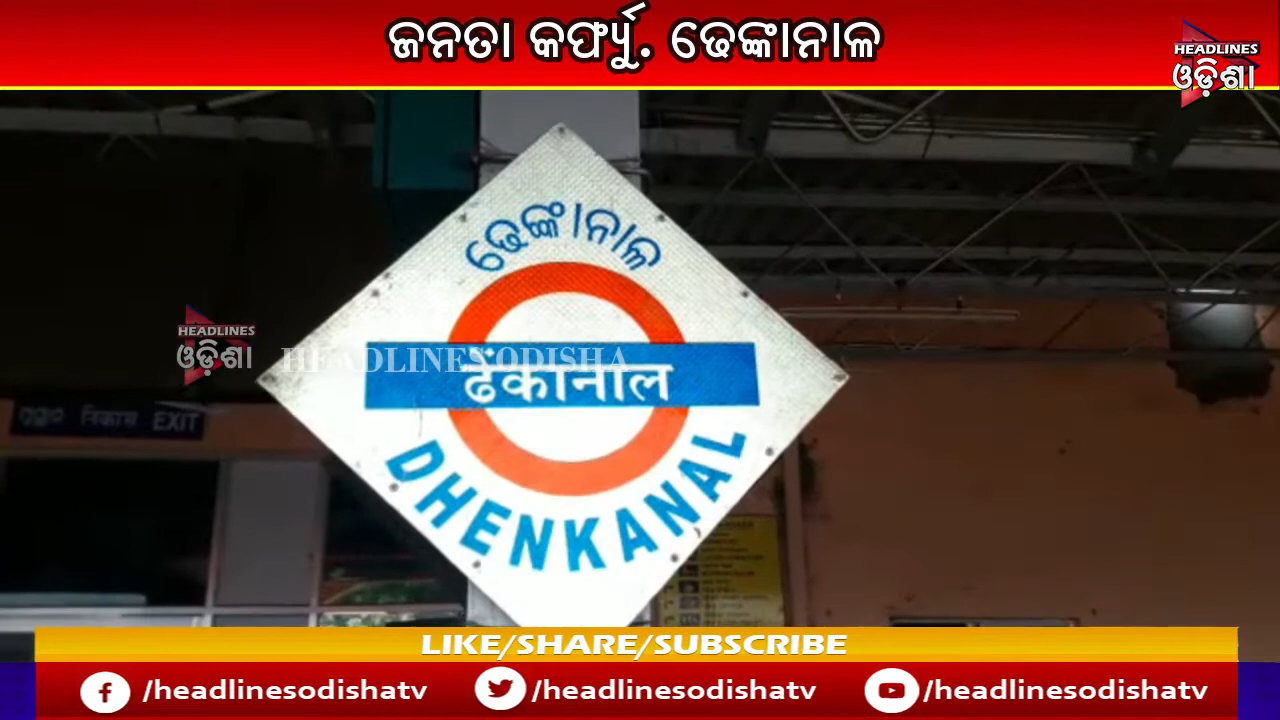 ଜନତା କର୍ଫ୍ୟୁ. ଢେଙ୍କାନାଳ
HEADLINES
ଓଡ଼ିଶା
ଢେଙ୍କାନାଳ
HEADLINES
ଓଡ଼ିଶା
HEADLINES ODISHA
ढेंकानाल
निकास EXIT
DHENKANAL
LIKE/SHARE/SUBSCRIBE
/headlinesodishatv /headlinesodishatv /headlinesodishatv